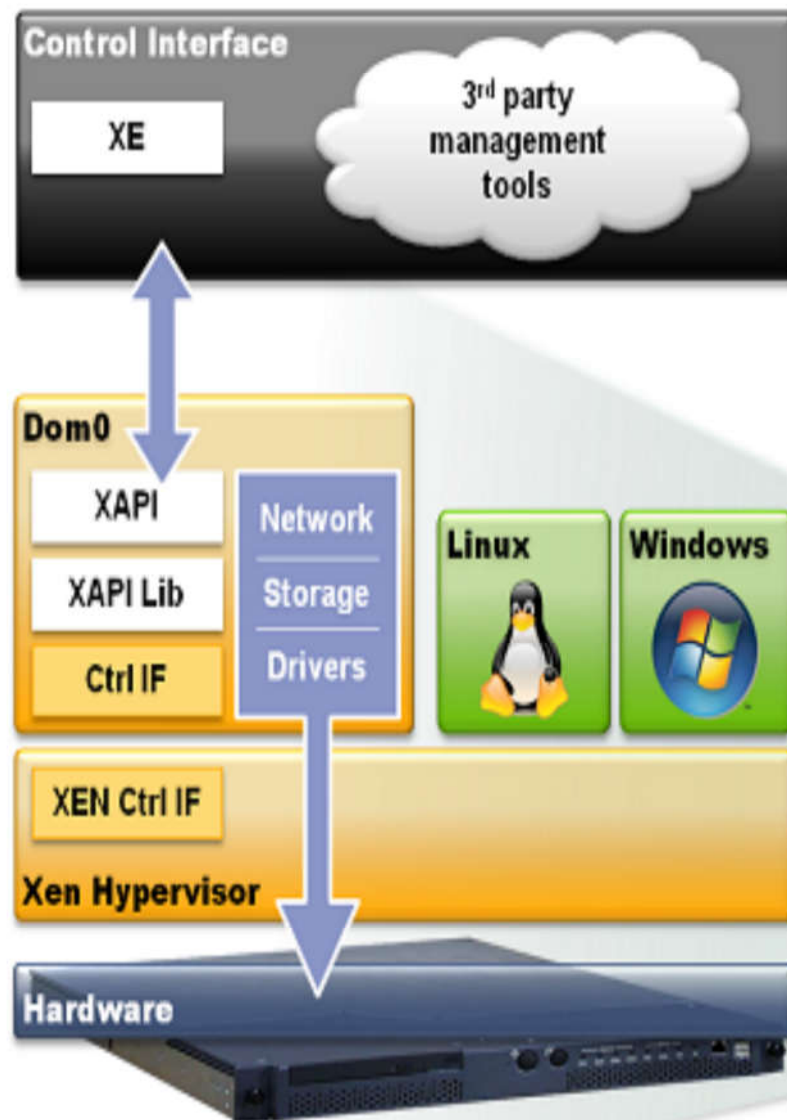 Control Interface
XE
3rd party
management
tools
Dom0
XAPI
XAPI Lib
Ctrl IF
Network
Storage
Drivers
Linux
Windows
XEN Ctrl IF
Xen Hypervisor
Hardware